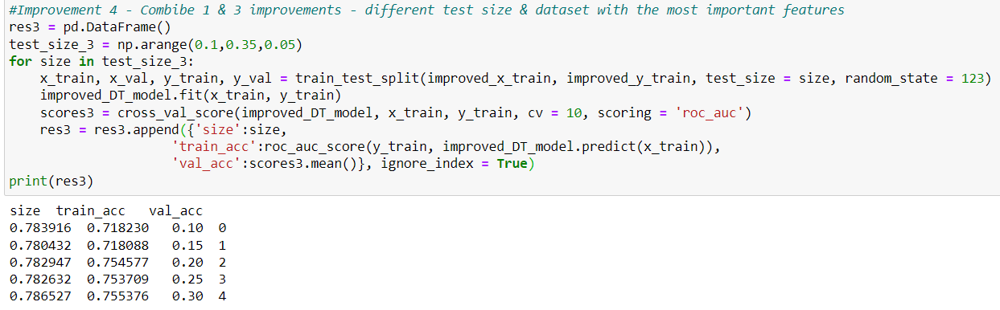 #Improvement 4 - Combibe 1 & 3 improvements - different test size & dataset with the most important features
res3 = pd.DataFrame()
test_size_3 = np.arange(0.1,0.35,0.05)
for size in test_size_3:
    x_train, x_val, y_train, y_val = train_test_split(improved_x_train, improved_y_train, test_size = size, random_state = 123)
    improved_DT_model.fit(x_train, y_train)
    scores3 = cross_val_score(improved_DT_model, x_train, y_train, cv = 10, scoring = 'roc_auc')
    res3 = res3.append({'size':size,
                     'train_acc':roc_auc_score(y_train, improved_DT_model.predict(x_train)),
                     'val_acc':scores3.mean()}, ignore_index = True)
print(res3)
size  train_acc   val_acc
0.783916  0.718230   0.10  0
0.780432  0.718088   0.15  1
0.782947  0.754577   0.20  2
0.782632  0.753709   0.25  3
0.786527  0.755376   0.30  4